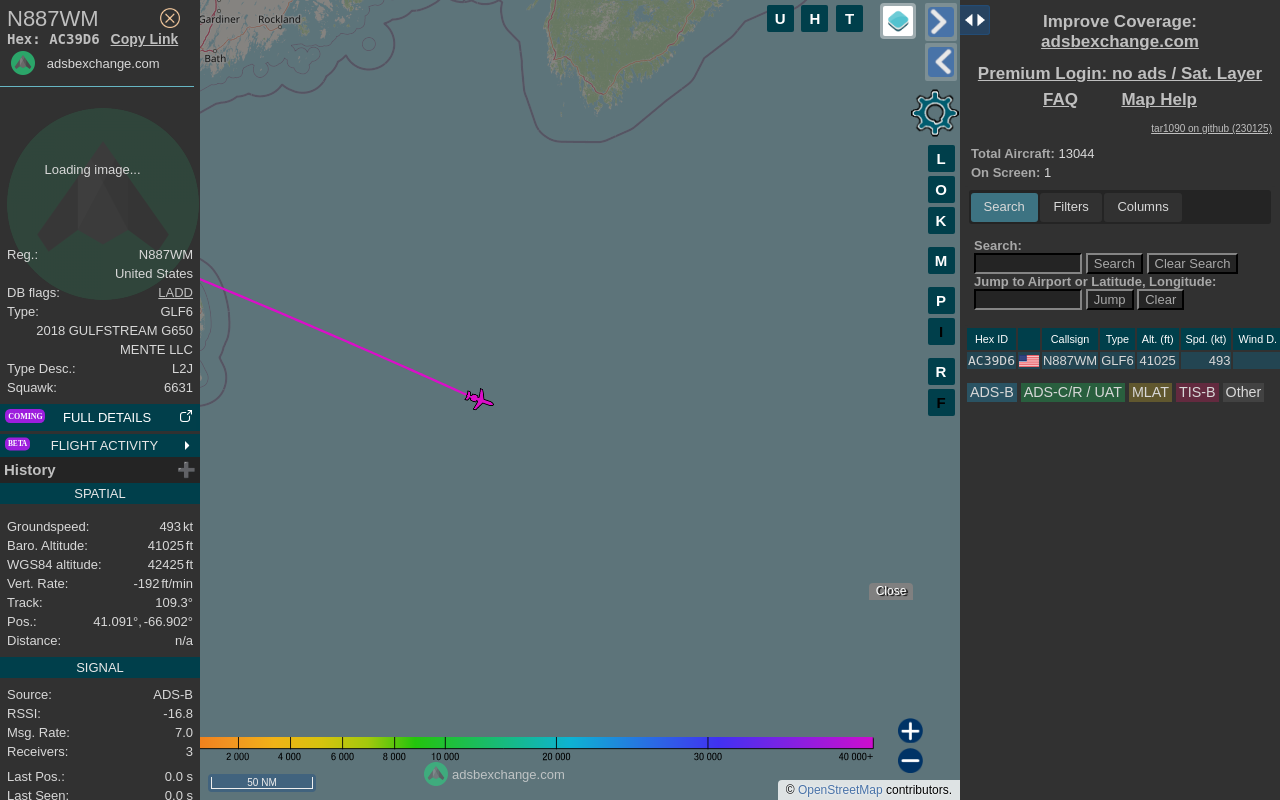 N887WM
Hex: AC39D6 Copy Link
adsbexchange.com
Loading image...
Reg.: N887WM
United States
DB flags: LADD
Type: GLF6
2018 GULFSTREAM G650
MENTE LLC
Type Desc.: L2J
Squawk: 6631
COMING FULL DETAILS
BETA FLIGHT ACTIVITY
History
SPATIAL
Groundspeed: 493 kt
Baro. Altitude: 41025 ft
WGS84 altitude: 42425 ft
Vert. Rate: -192 ft/min
Track: 109.3°
Pos.: 41.091°, -66.902°
Distance: n/a
SIGNAL
Source: ADS-B
RSSI: -16.8
Msg. Rate: 7.0
Receivers: 3
Last Pos.: 0.0 s
Last Seen: 0.0 s
Gardiner Rockland
Bath
U H T
L
O
K
M
P
I
R
F
Close
2 000 4 000 6 000 8 000 10 000 20 000 30 000 40 000+
50 NM
adsbexchange.com
© OpenStreetMap contributors.
Improve Coverage:
adsbexchange.com
Premium Login: no ads / Sat. Layer
FAQ Map Help
tar1090 on github (230125)
Total Aircraft: 13044
On Screen: 1
Search Filters Columns
Search:
Search Clear Search
Jump to Airport or Latitude, Longitude:
Jump Clear
Hex ID Callsign Type Alt. (ft) Spd. (kt) Wind D.
AC39D6 N887WM GLF6 41025 493
ADS-B ADS-C/R / UAT MLAT TIS-B Other